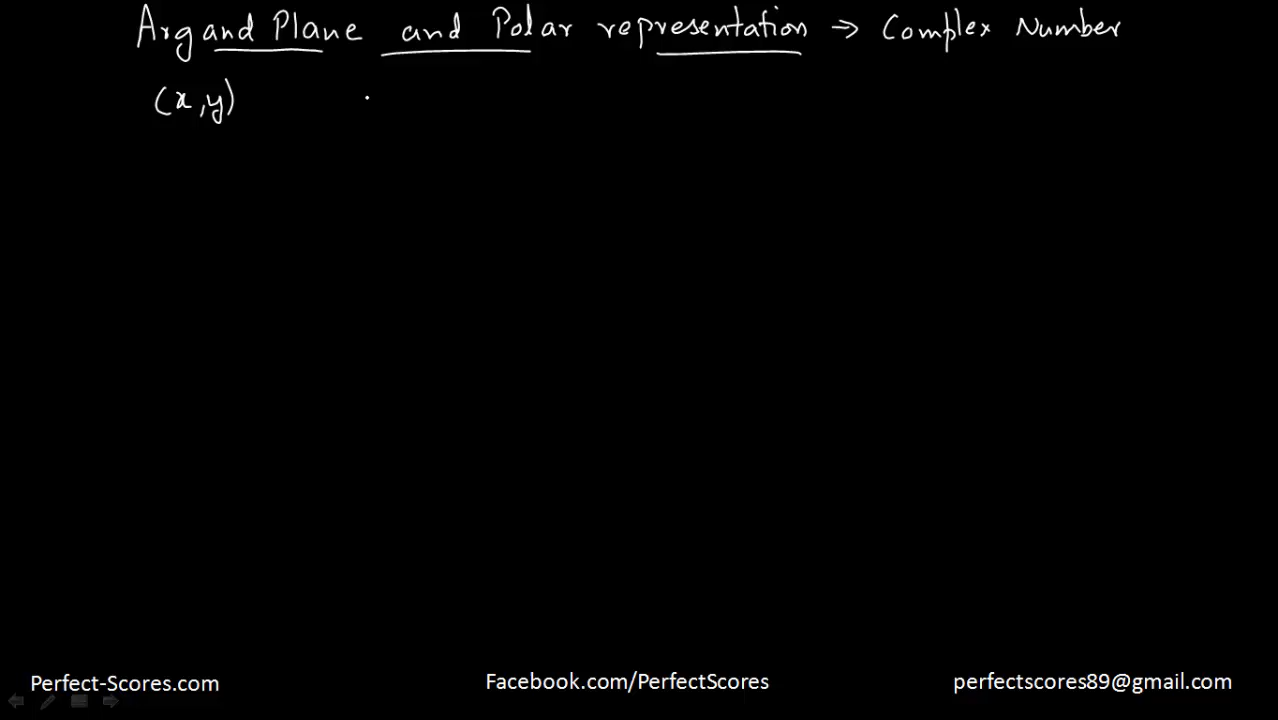 Argand Plane and Polar representation → Complex Number
(x,y)
Perfect-Scores.com
Facebook.com/PerfectScores
perfectscores89@gmail.com